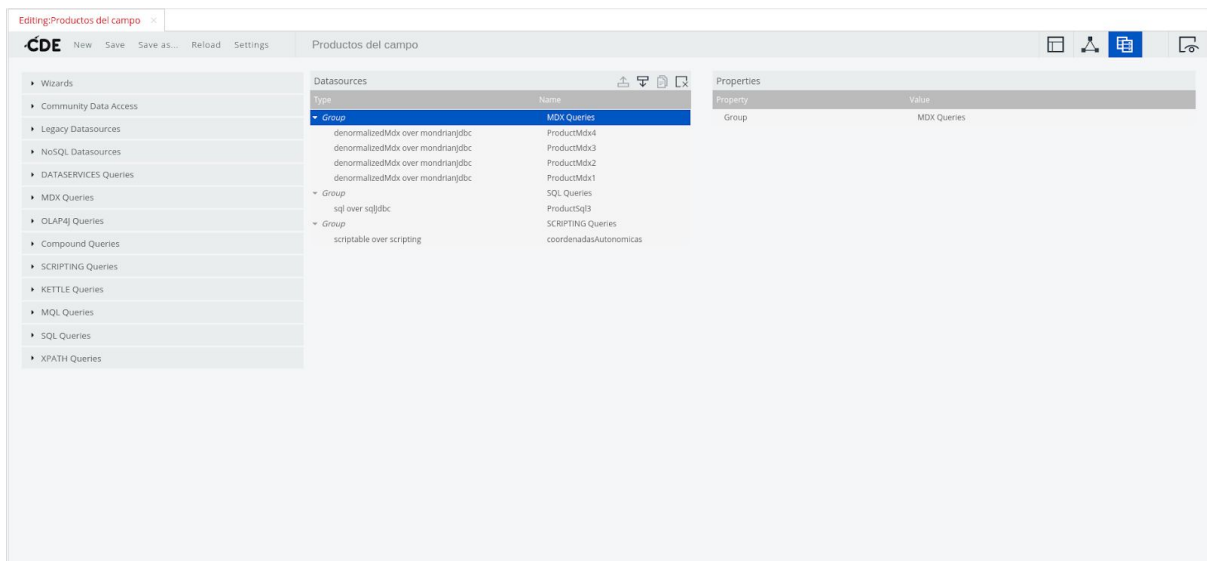 Editing:Productos del campo ×
CDE New Save Save as... Reload Settings Productos del campo
Wizards
Community Data Access
Legacy Datasources
NoSQL Datasources
DATASERVICES Queries
MDX Queries
OLAP4J Queries
Compound Queries
SCRIPTING Queries
KETTLE Queries
MQL Queries
SQL Queries
XPATH Queries
Datasources
Type Name
Group MDX Queries
denormalizedMdx over mondrianJdbc ProductMdx4
denormalizedMdx over mondrianJdbc ProductMdx3
denormalizedMdx over mondrianJdbc ProductMdx2
denormalizedMdx over mondrianJdbc ProductMdx1
Group SQL Queries
sql over sqlJdbc ProductSql3
Group SCRIPTING Queries
scriptable over scripting coordenadasAutonomicas
Properties
Property Value
Group MDX Queries